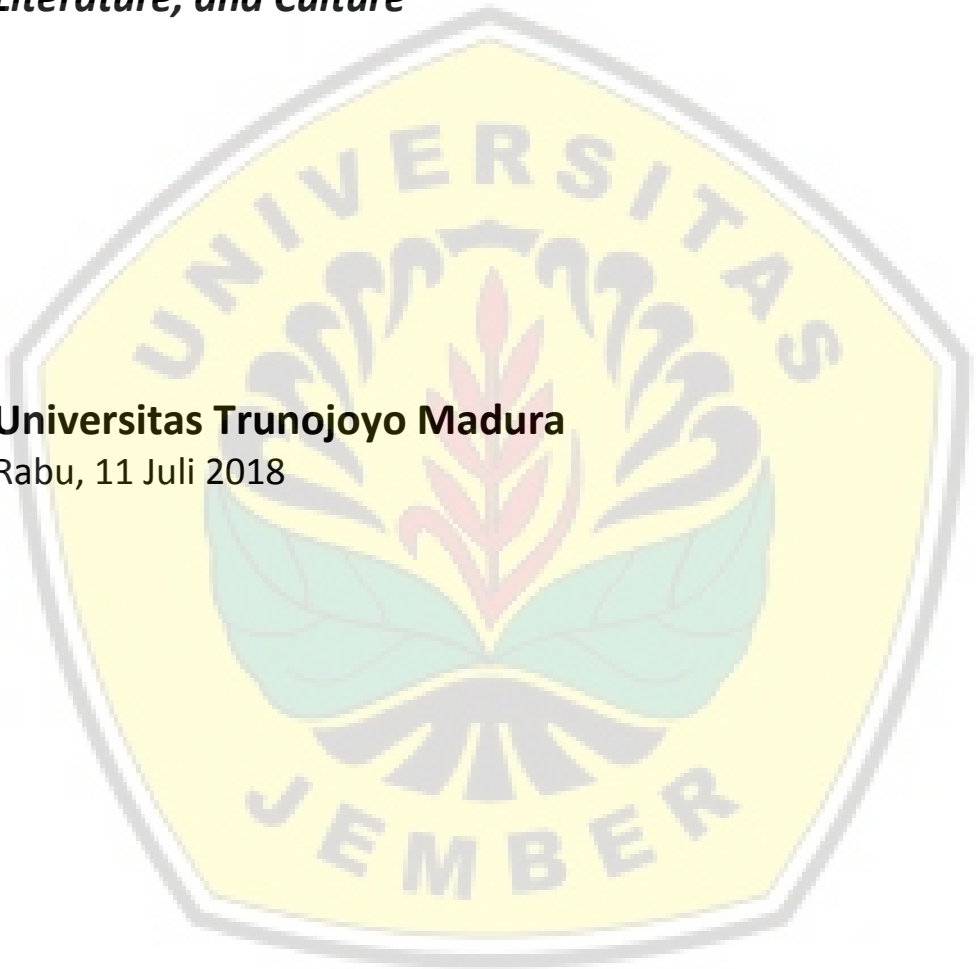 Literature, and Culture
UNIVERSITAS
Universitas Trunojoyo Madura
Rabu, 11 Juli 2018
JEMBER